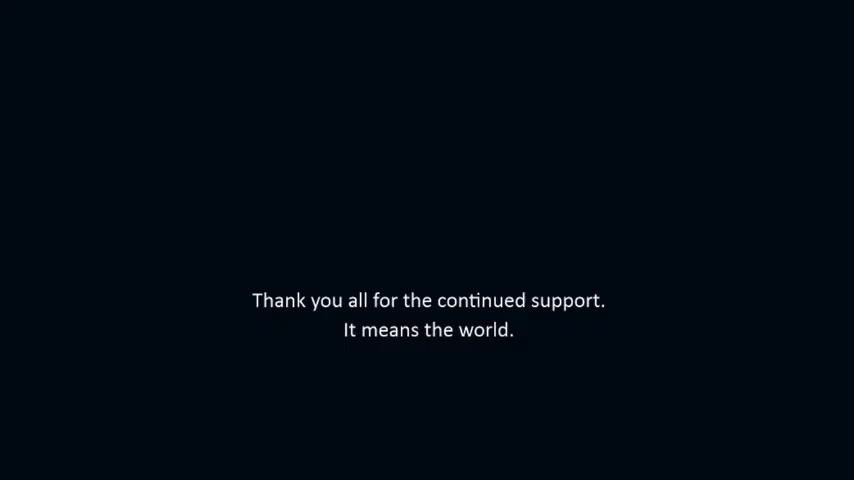 Thank you all for the continued support.
It means the world.